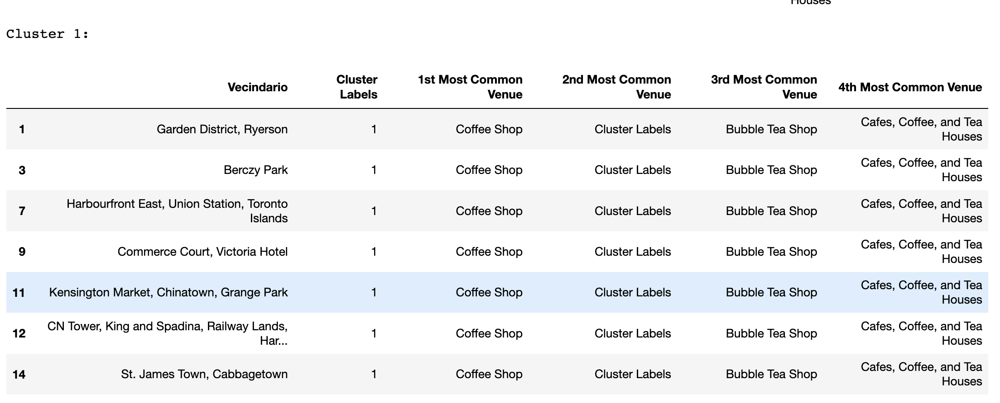 Houses
Cluster 1:
Vecindario Cluster Labels 1st Most Common Venue 2nd Most Common Venue 3rd Most Common Venue 4th Most Common Venue
1 Garden District, Ryerson 1 Coffee Shop Cluster Labels Bubble Tea Shop Cafes, Coffee, and Tea Houses
3 Berczy Park 1 Coffee Shop Cluster Labels Bubble Tea Shop Cafes, Coffee, and Tea Houses
7 Harbourfront East, Union Station, Toronto Islands 1 Coffee Shop Cluster Labels Bubble Tea Shop Cafes, Coffee, and Tea Houses
9 Commerce Court, Victoria Hotel 1 Coffee Shop Cluster Labels Bubble Tea Shop Cafes, Coffee, and Tea Houses
11 Kensington Market, Chinatown, Grange Park 1 Coffee Shop Cluster Labels Bubble Tea Shop Cafes, Coffee, and Tea Houses
12 CN Tower, King and Spadina, Railway Lands, Har... 1 Coffee Shop Cluster Labels Bubble Tea Shop Cafes, Coffee, and Tea Houses
14 St. James Town, Cabbagetown 1 Coffee Shop Cluster Labels Bubble Tea Shop Cafes, Coffee, and Tea Houses